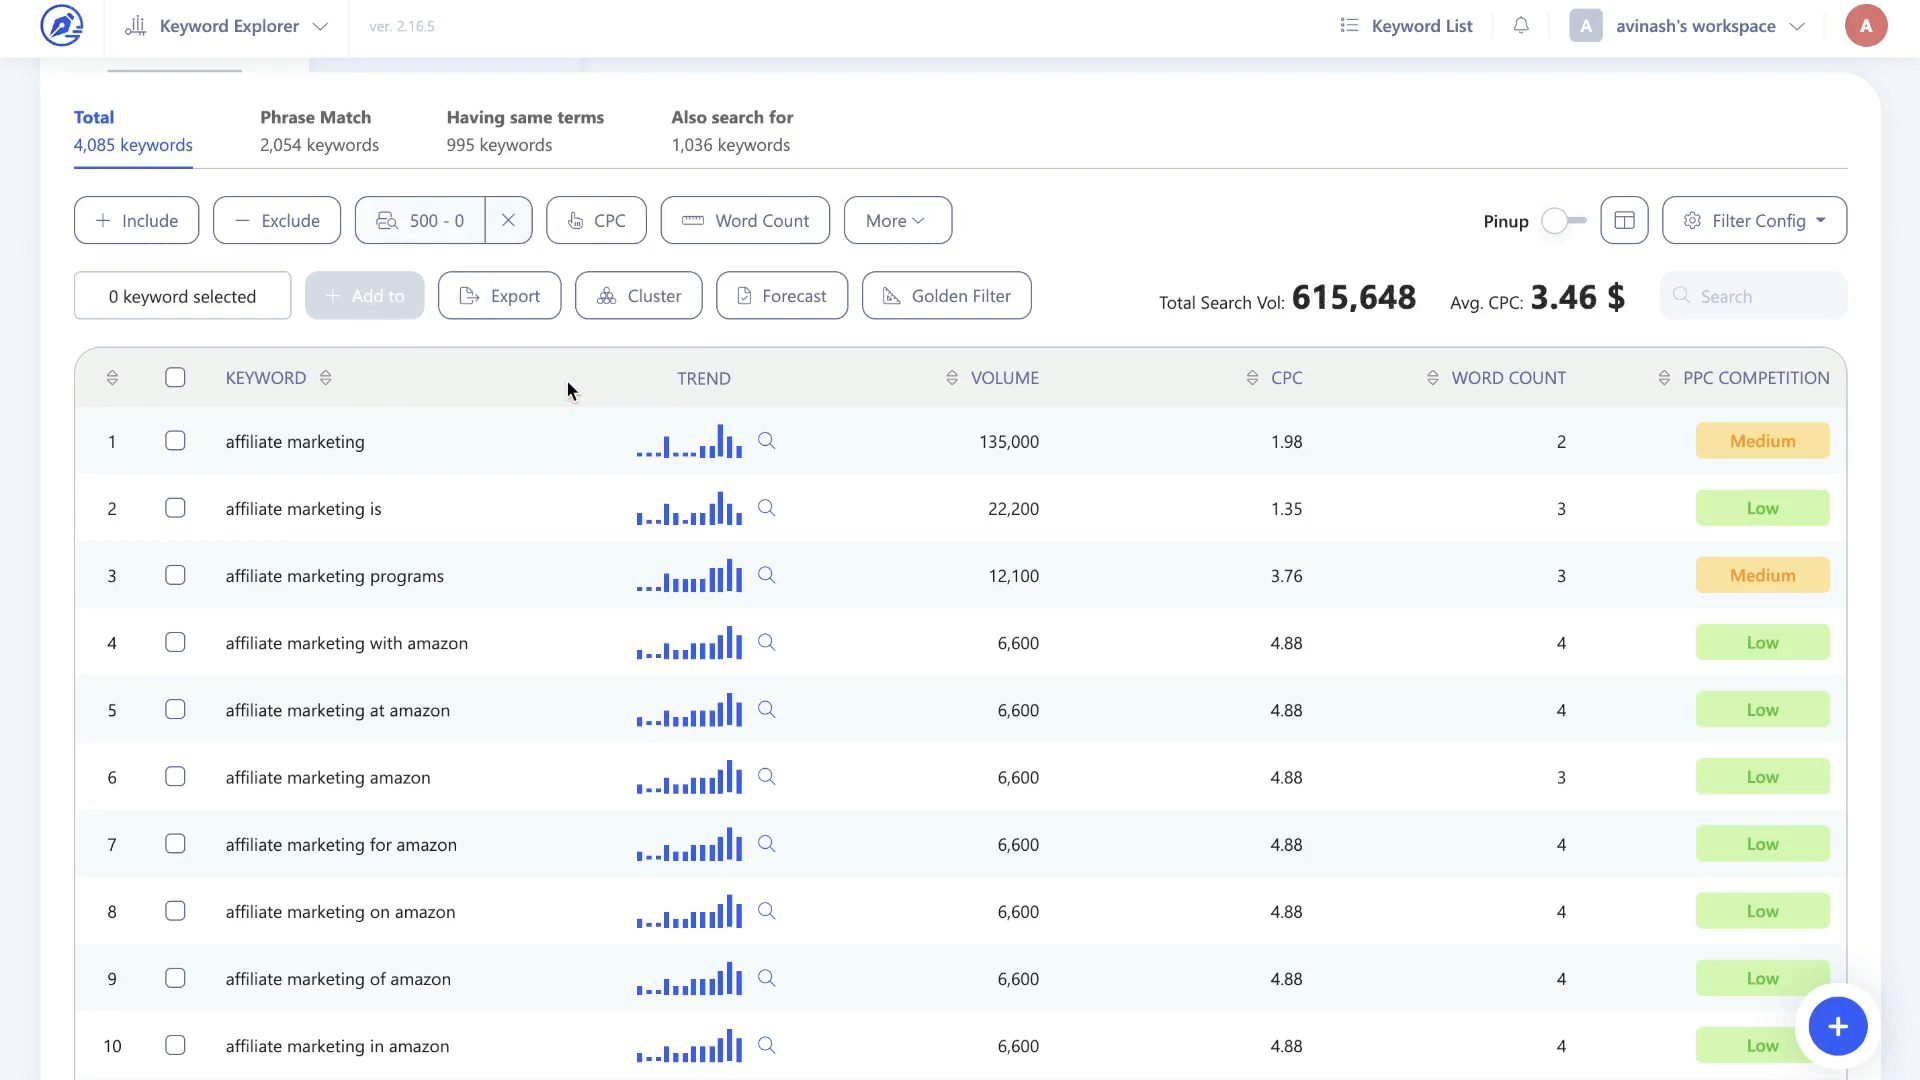 Keyword Explorer ver. 2.16.5 Keyword List A avinash's workspace A
Total Phrase Match Having same terms Also search for
4,085 keywords 2,054 keywords 995 keywords 1,036 keywords
Include Exclude 500 - 0 CPC Word Count More Pinup Filter Config
0 keyword selected + Add to Export Cluster Forecast Golden Filter Total Search Vol: 615,648 Avg. CPC: 3.46 $ Search
KEYWORD TREND VOLUME CPC WORD COUNT PPC COMPETITION
1 affiliate marketing 135,000 1.98 2 Medium
2 affiliate marketing is 22,200 1.35 3 Low
3 affiliate marketing programs 12,100 3.76 3 Medium
4 affiliate marketing with amazon 6,600 4.88 4 Low
5 affiliate marketing at amazon 6,600 4.88 4 Low
6 affiliate marketing amazon 6,600 4.88 3 Low
7 affiliate marketing for amazon 6,600 4.88 4 Low
8 affiliate marketing on amazon 6,600 4.88 4 Low
9 affiliate marketing of amazon 6,600 4.88 4 Low
10 affiliate marketing in amazon 6,600 4.88 4 Low